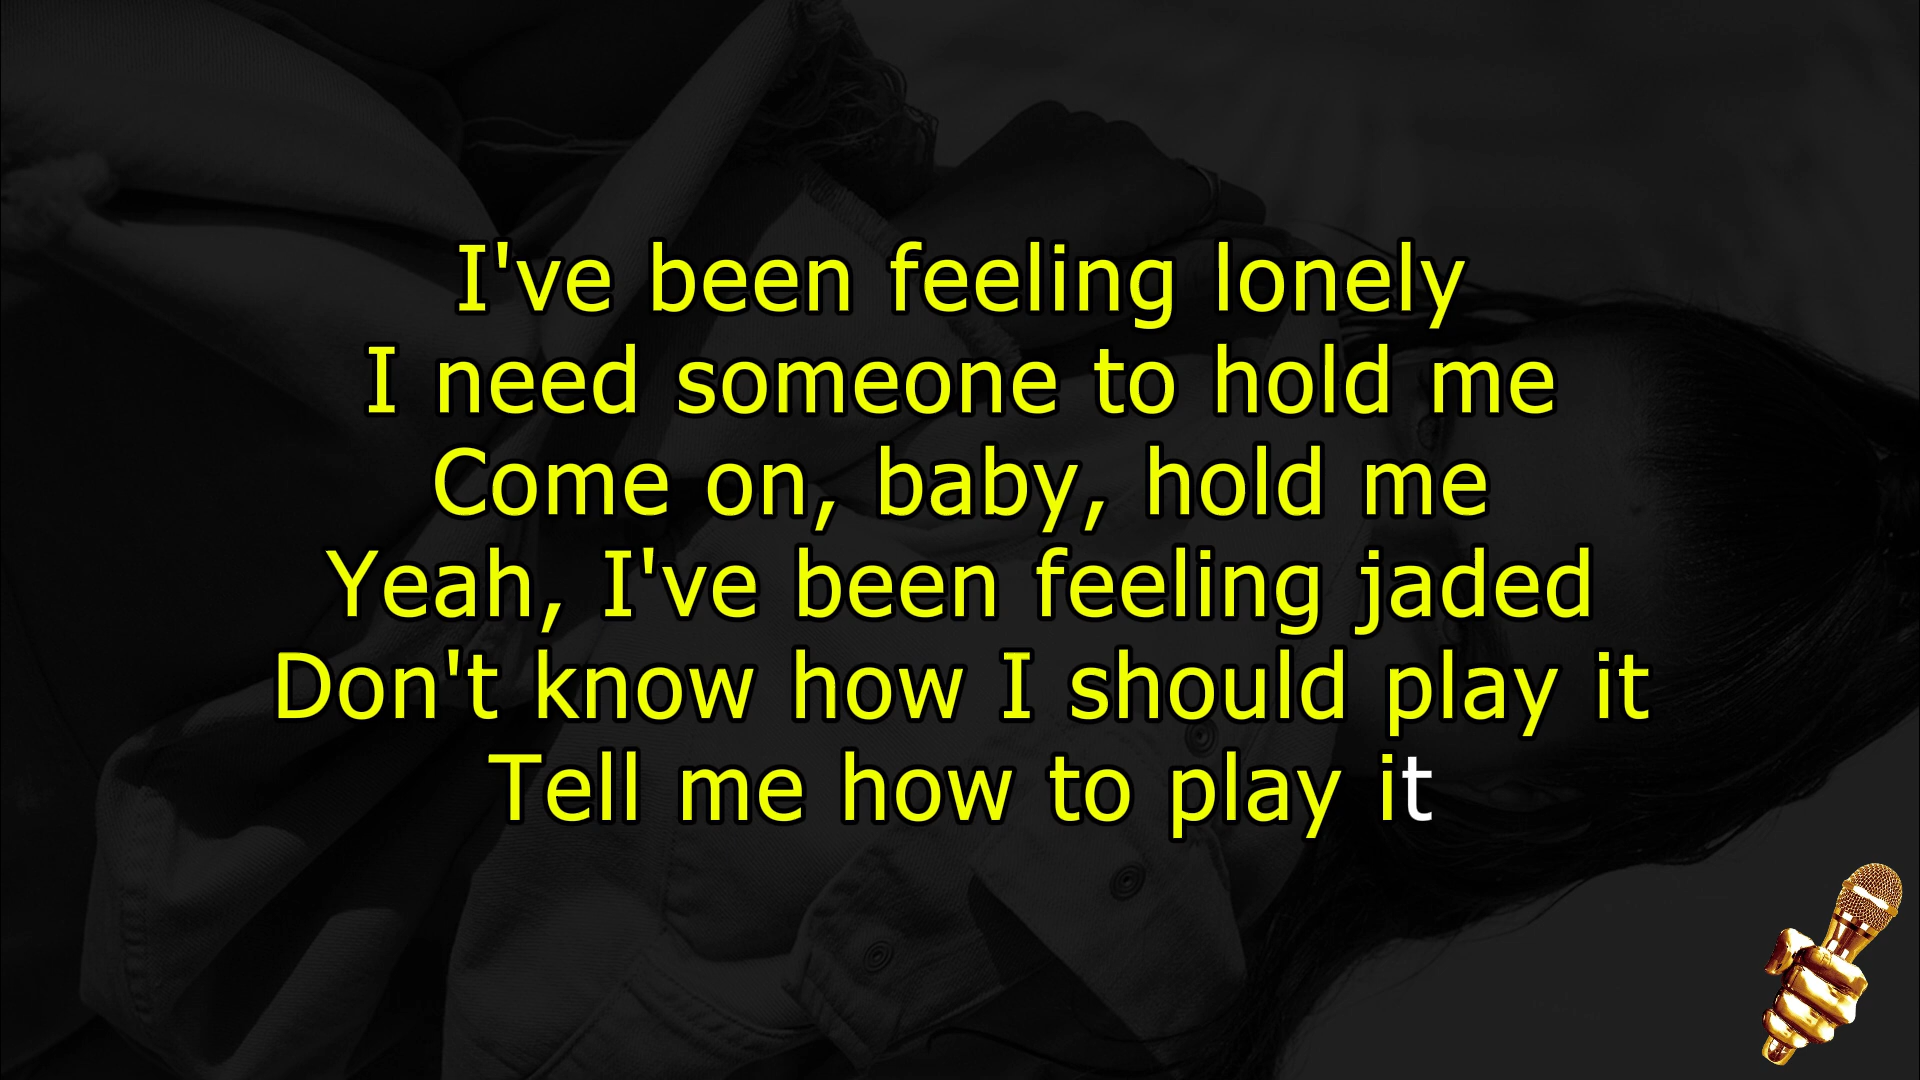 I've been feeling lonely
I need someone to hold me
Come on, baby, hold me
Yeah, I've been feeling jaded
Don't know how I should play it
Tell me how to play it